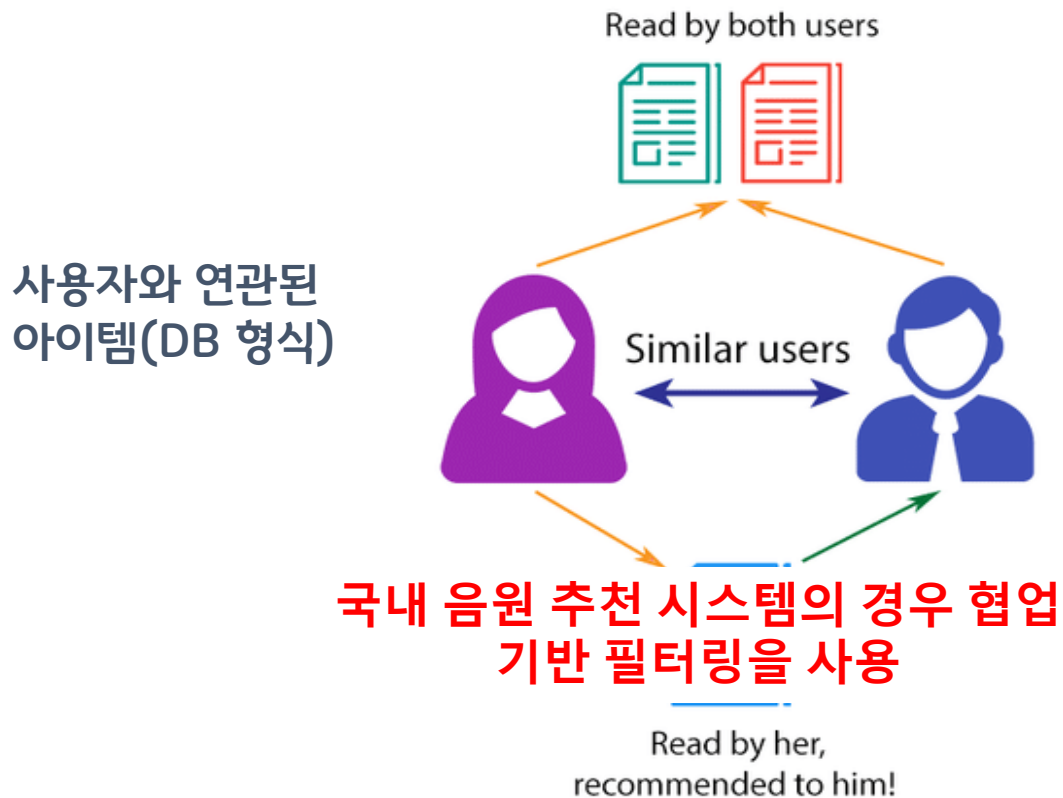 Read by both users
사용자와 연관된
아이템(DB 형식)
Similar users
국내 음원 추천 시스템의 경우 협업
기반 필터링을 사용
Read by her,
recommended to him!